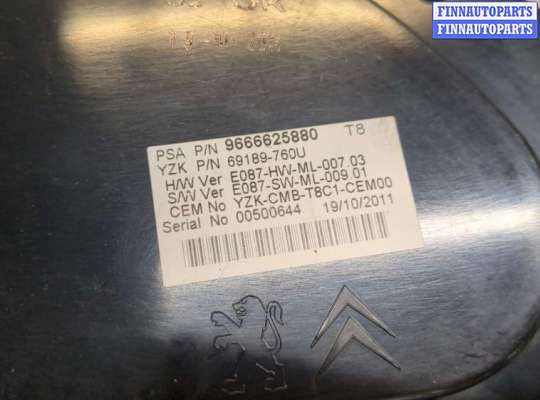 FINNAUTOPARTS
FINNAUTOPARTS
PSA P/N 9666625880 T8
YZK P/N 69189-760U
H/W Ver E087-HW-ML-007.03
S/W Ver E087-SW-ML-009.01
CEM No YZK-CMB-T8C1-CEM00
Serial No 00500644 19/10/2011